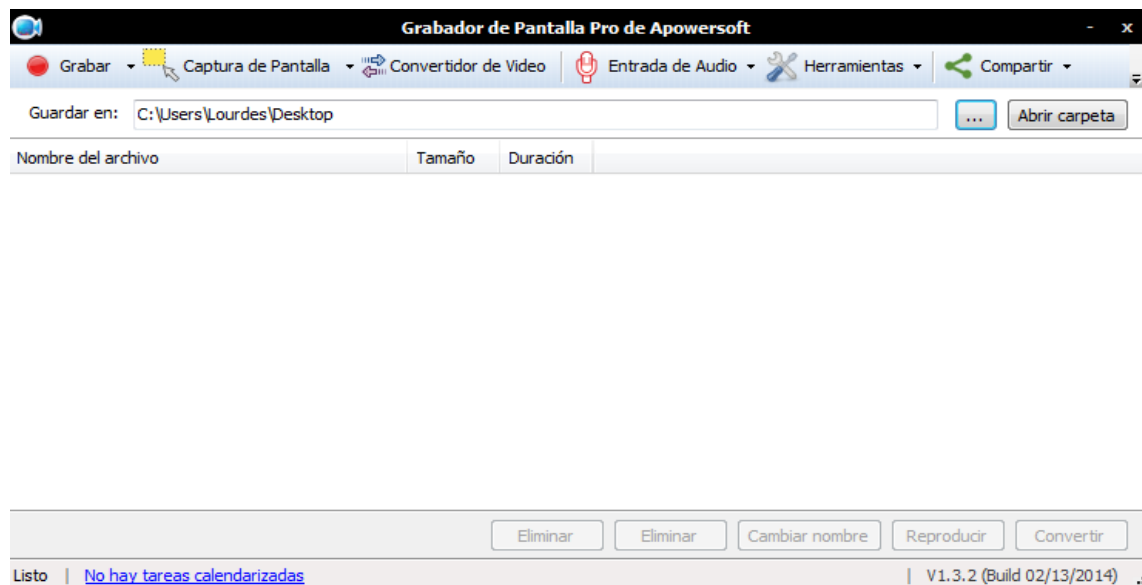 Grabador de Pantalla Pro de Apowersoft
Grabar Captura de Pantalla Convertidor de Video Entrada de Audio Herramientas Compartir
Guardar en: C:\Users\Lourdes\Desktop ... Abrir carpeta
Nombre del archivo Tamaño Duración
Eliminar Eliminar Cambiar nombre Reproducir Convertir
Listo | No hay tareas calendarizadas | V1.3.2 (Build 02/13/2014)